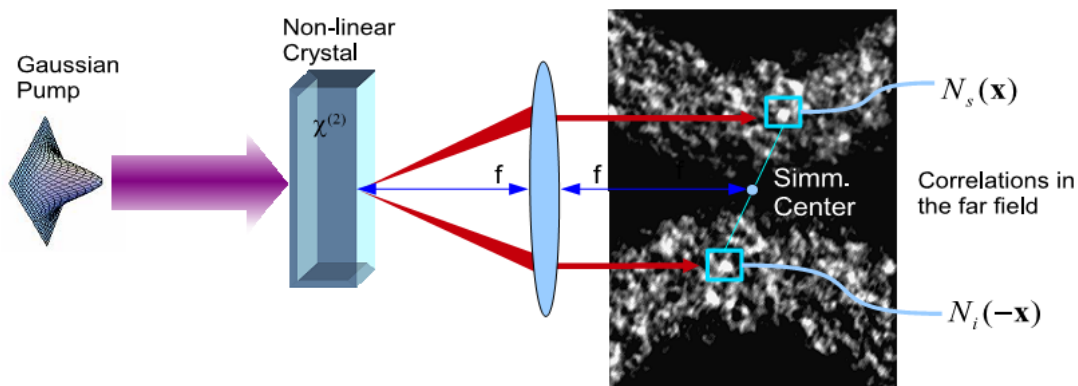 Gaussian
Pump
Non-linear
Crystal
χ⁽²⁾
f
f
f
Simm.
Center
Nₛ(x)
Correlations in
the far field
Nᵢ(−x)